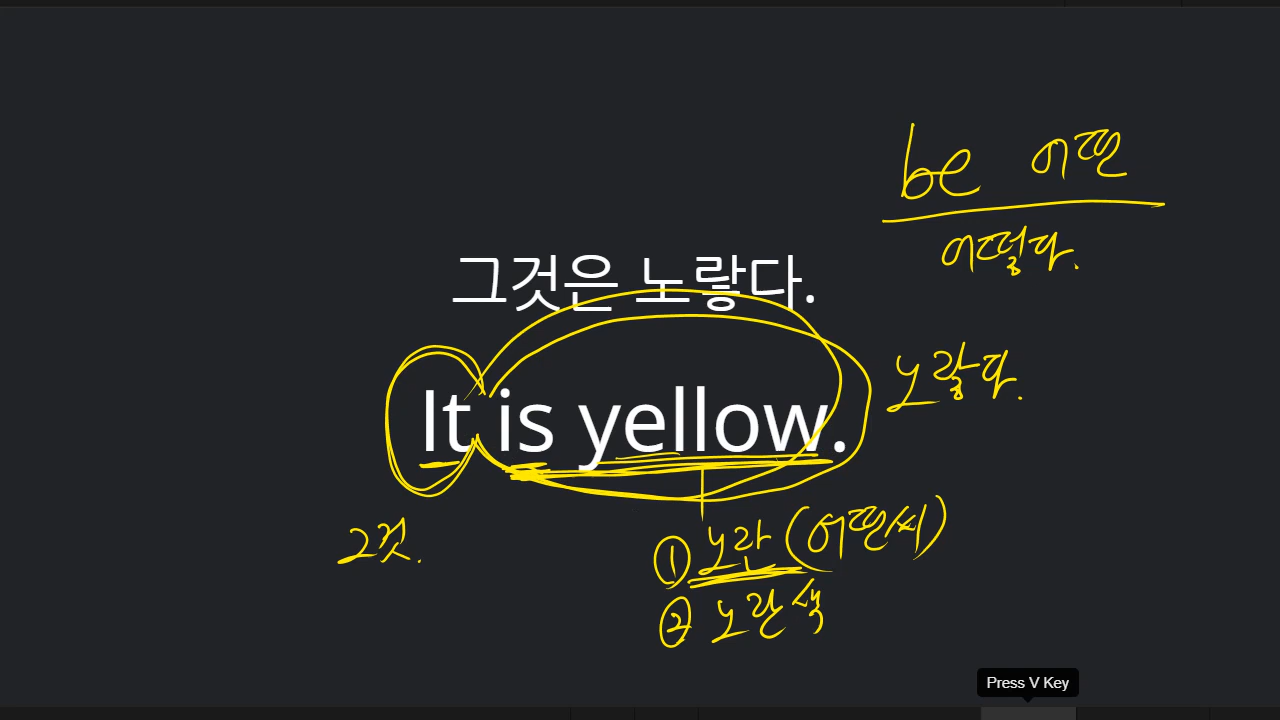 be 어떤
어떻다.
그것은 노랗다.
It is yellow.
노랗다.
그것.
① 노란 (어떤씨)
② 노란색
Press V Key